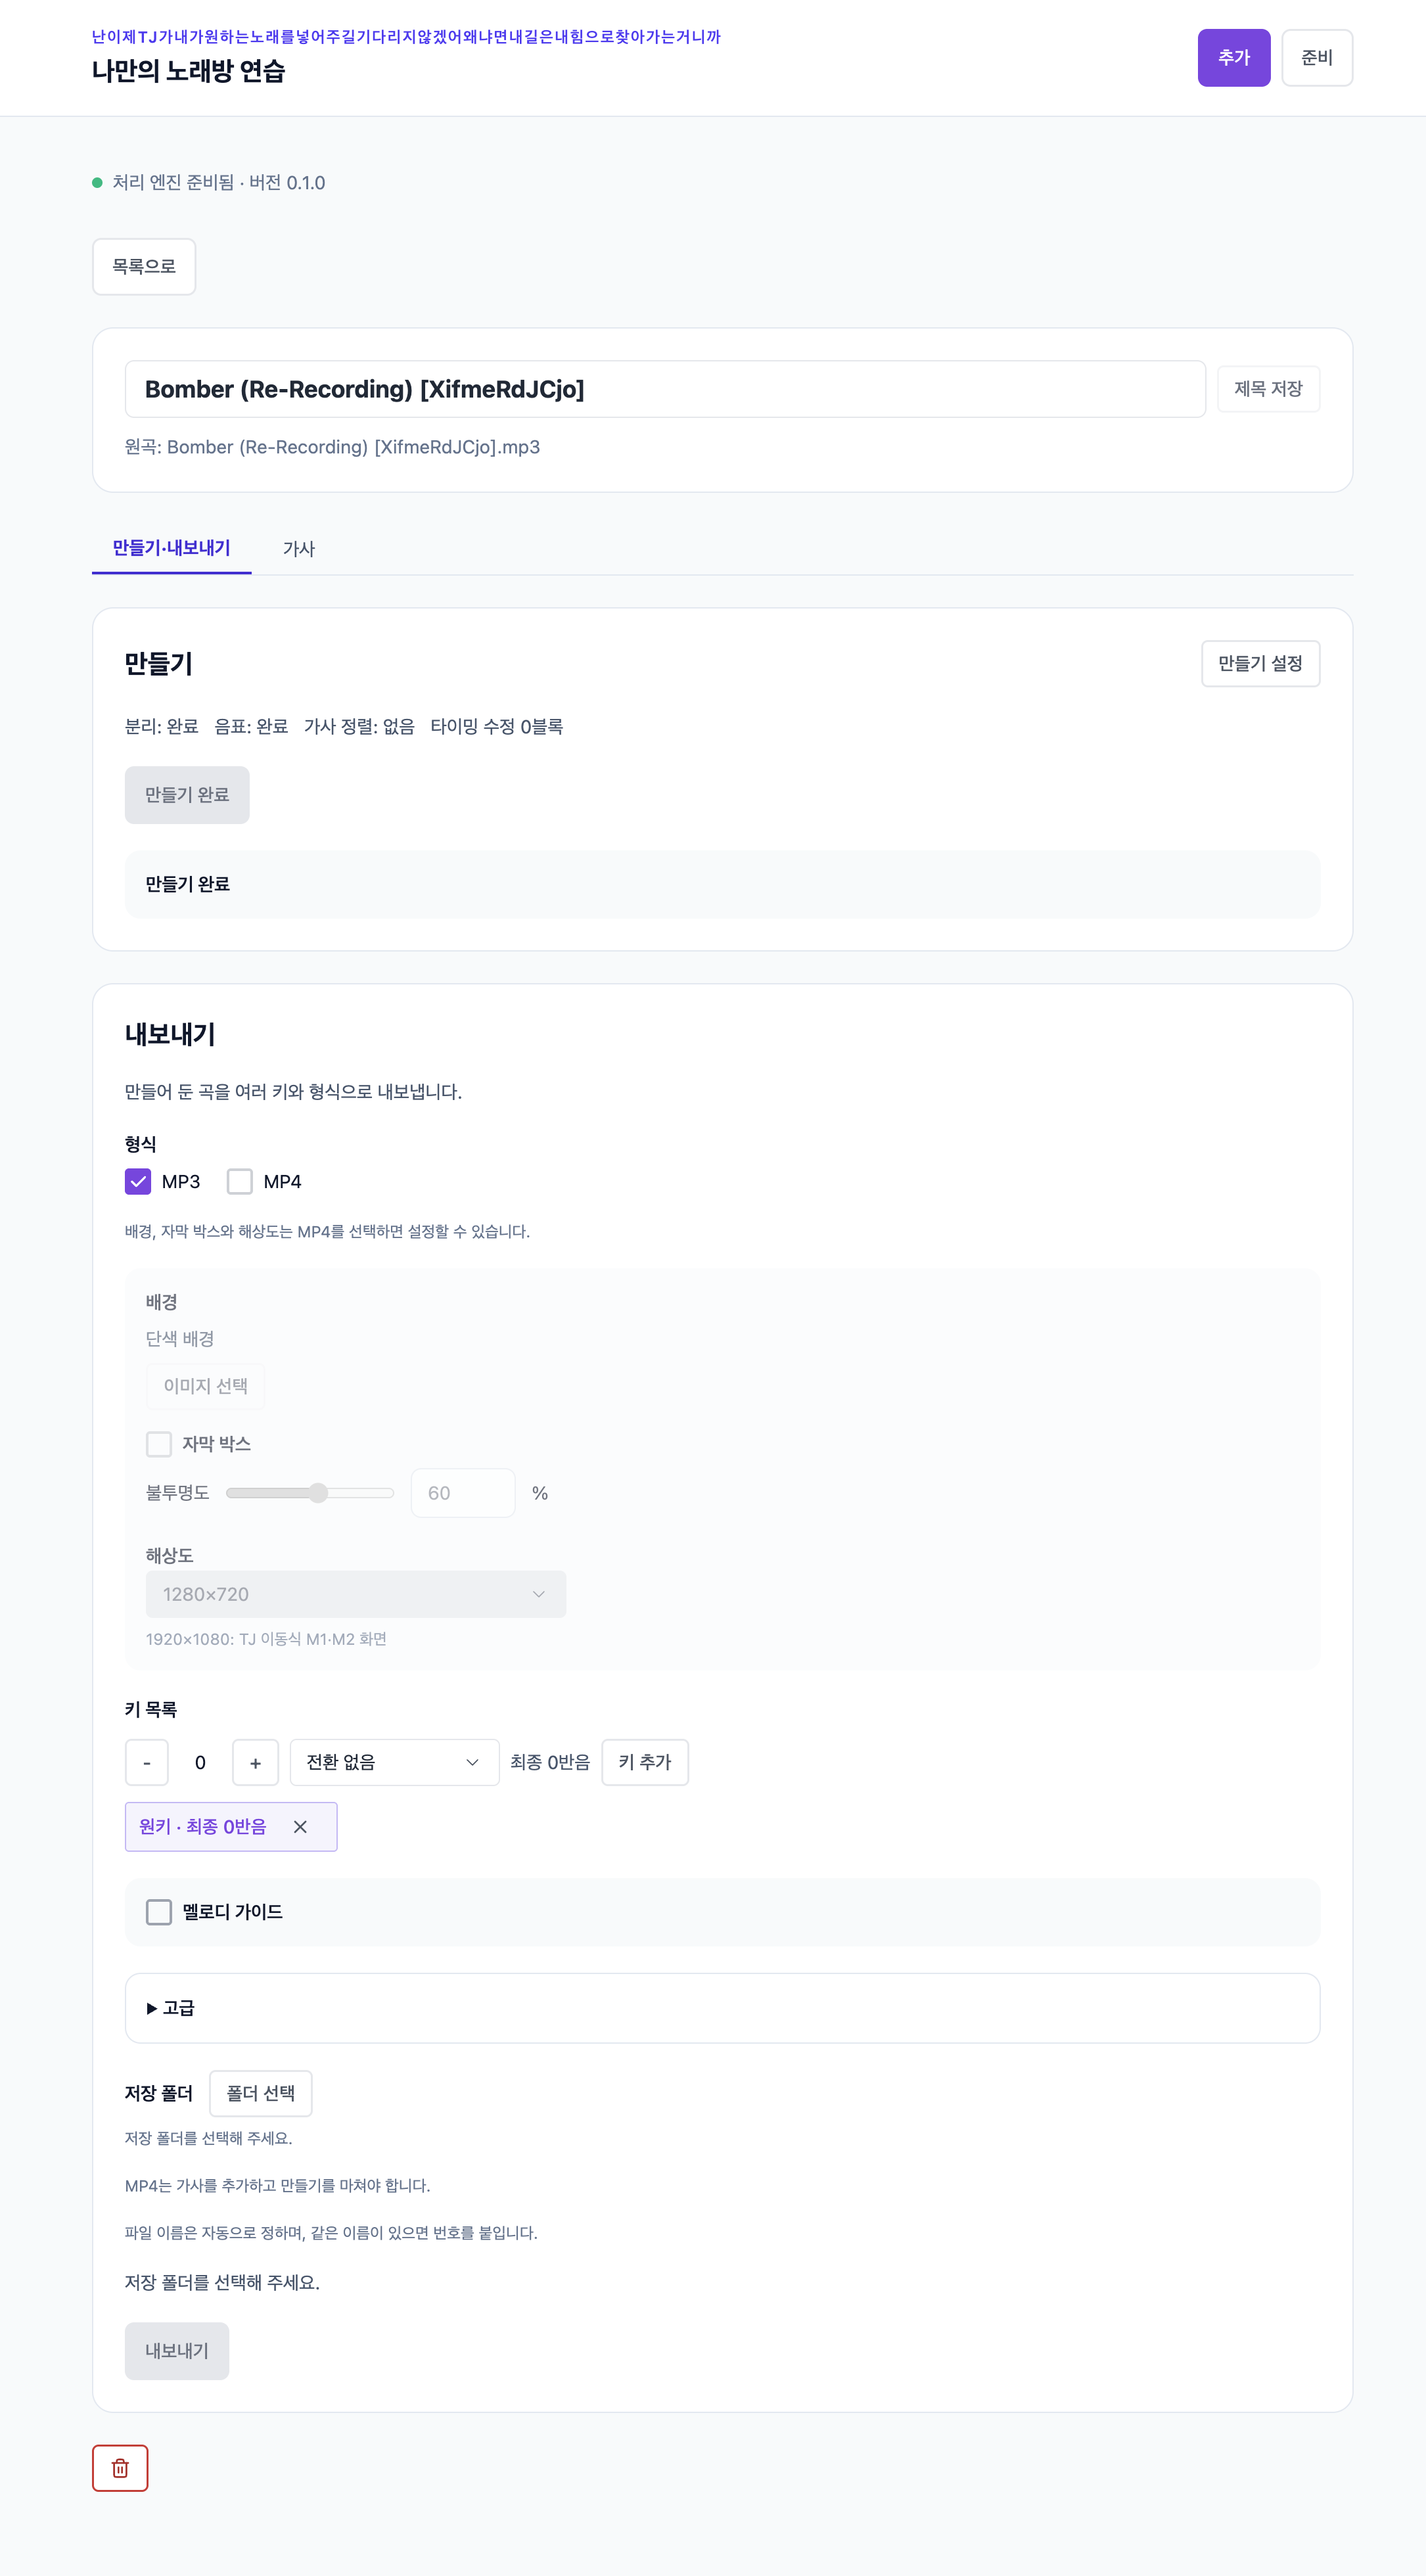 난이제TJ가내가원하는노래를넣어주길기다리지않겠어왜냐면내길은내힘으로찾아가는거니까
나만의 노래방 연습
추가 준비
처리 엔진 준비됨 · 버전 0.1.0
목록으로
Bomber (Re-Recording) [XifmeRdJCjo]
제목 저장
원곡: Bomber (Re-Recording) [XifmeRdJCjo].mp3
만들기·내보내기 가사
만들기
만들기 설정
분리: 완료 음표: 완료 가사 정렬: 없음 타이밍 수정 0블록
만들기 완료
만들기 완료
내보내기
만들어 둔 곡을 여러 키와 형식으로 내보냅니다.
형식
MP3 MP4
배경, 자막 박스와 해상도는 MP4를 선택하면 설정할 수 있습니다.
배경
단색 배경
이미지 선택
자막 박스
불투명도 60 %
해상도
1280×720
1920×1080: TJ 이동식 M1·M2 화면
키 목록
- 0 + 전환 없음 최종 0반음 키 추가
원키 · 최종 0반음
멜로디 가이드
고급
저장 폴더 폴더 선택
저장 폴더를 선택해 주세요.
MP4는 가사를 추가하고 만들기를 마쳐야 합니다.
파일 이름은 자동으로 정하며, 같은 이름이 있으면 번호를 붙입니다.
저장 폴더를 선택해 주세요.
내보내기